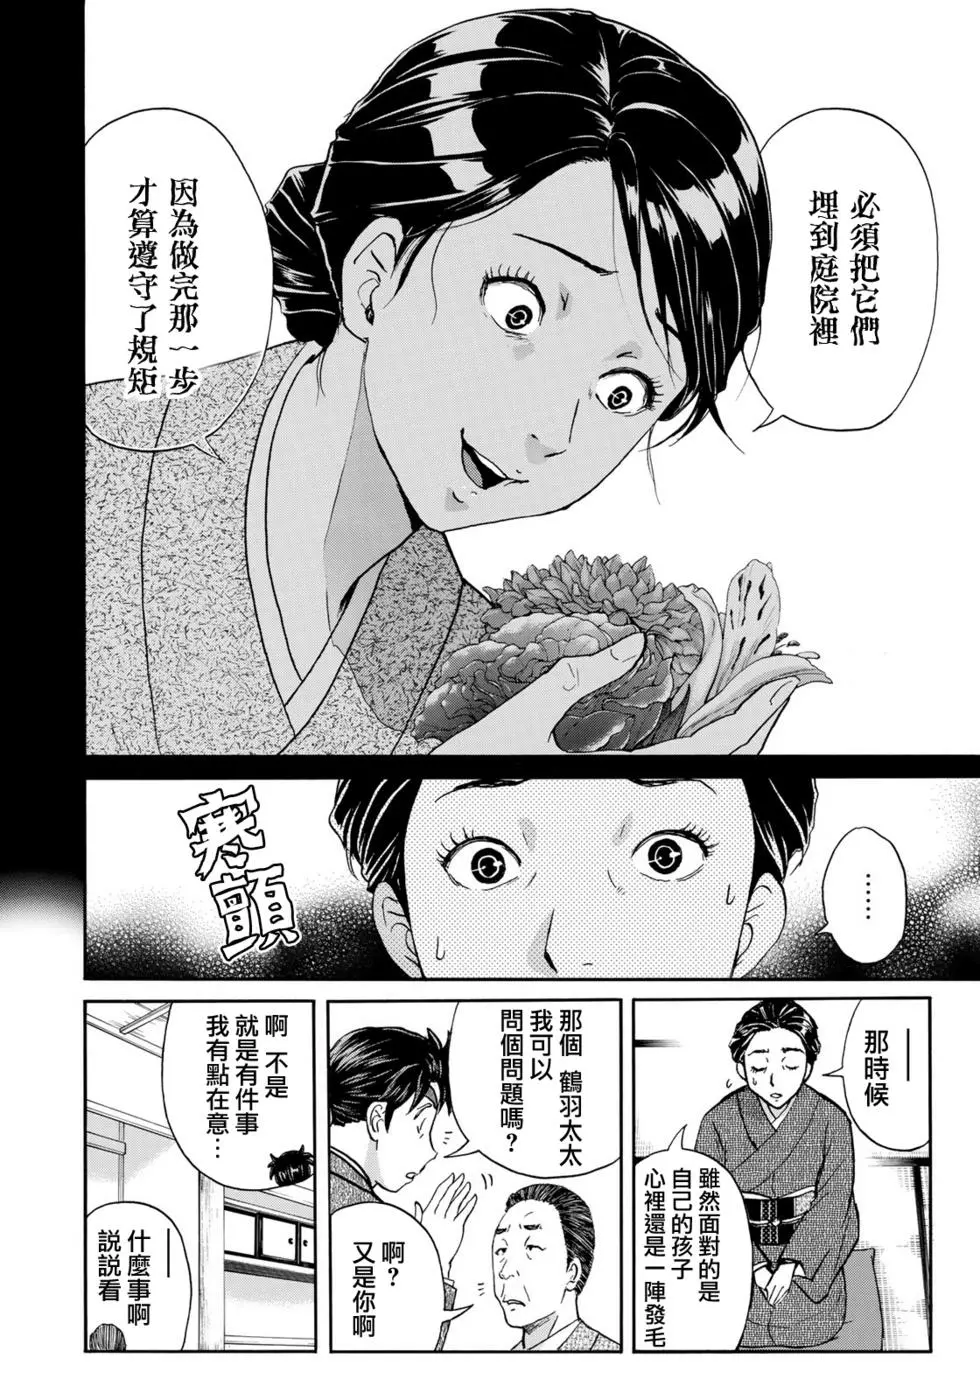 必須把它們
埋到庭院裡
因為做完那一步
才算遵守了規矩
……
寒顫
——
那時候
雖然面對的是
自己的孩子
心裡還是一陣發毛
那個 鶴羽太太
我可以
問個問題嗎？
啊？
又是你啊
啊 不是
就是有件事
我有點在意…
——
什麼事啊
說說看